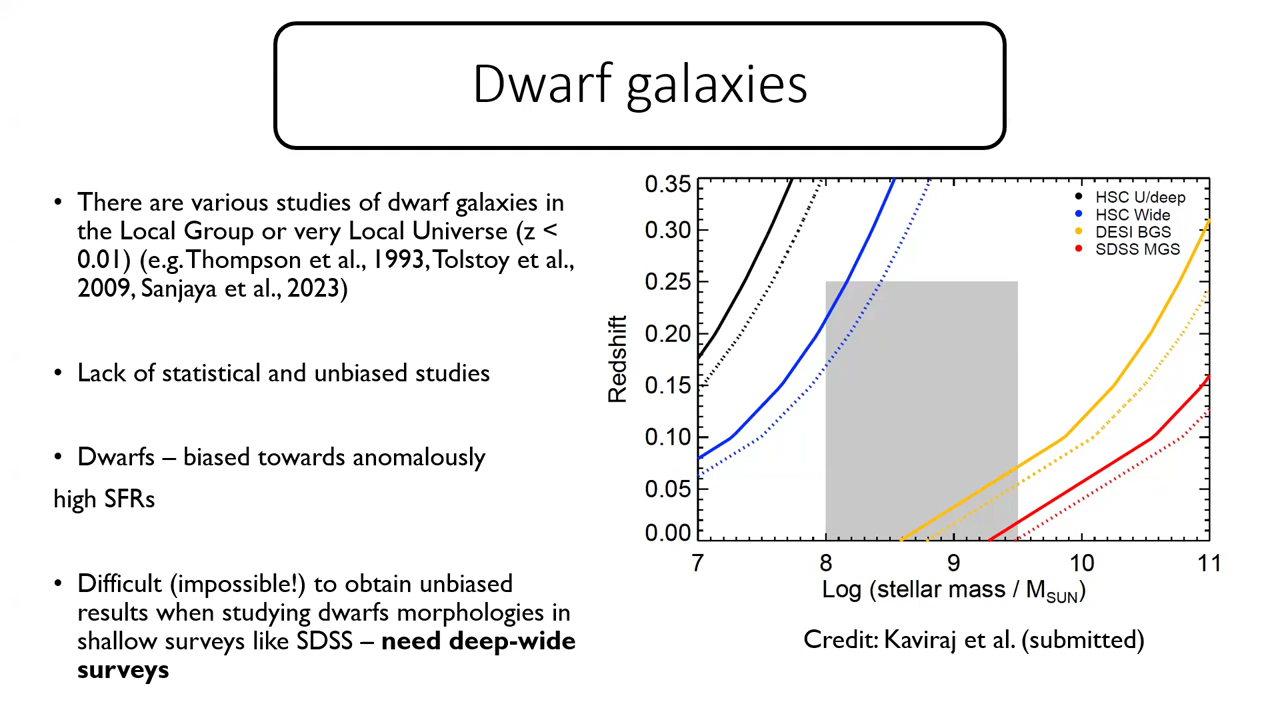 Dwarf galaxies
• There are various studies of dwarf galaxies in
the Local Group or very Local Universe (z <
0.01) (e.g. Thompson et al., 1993, Tolstoy et al.,
2009, Sanjaya et al., 2023)
• Lack of statistical and unbiased studies
• Dwarfs – biased towards anomalously
high SFRs
• Difficult (impossible!) to obtain unbiased
results when studying dwarfs morphologies in
shallow surveys like SDSS – need deep-wide
surveys
0.35
0.30
0.25
0.20
0.15
0.10
0.05
0.00
Redshift
HSC U/deep
HSC Wide
DESI BGS
SDSS MGS
7 8 9 10 11
Log (stellar mass / MSUN)
Credit: Kaviraj et al. (submitted)